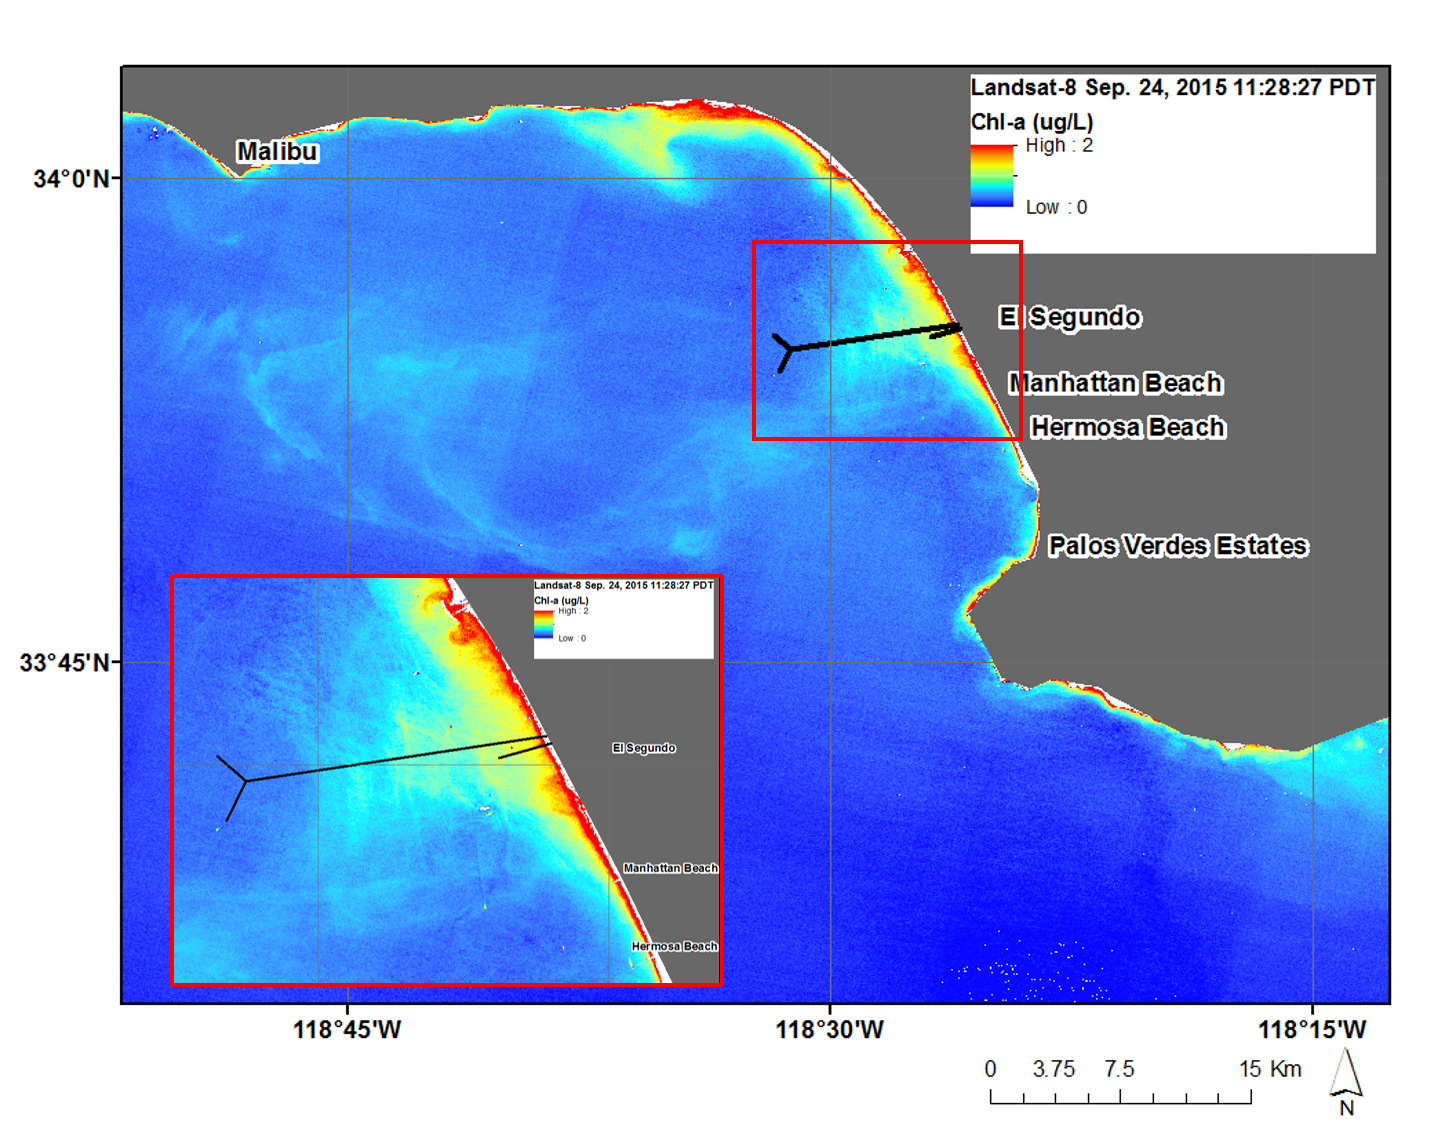 Landsat-8 Sep. 24, 2015 11:28:27 PDT
Chl-a (ug/L)
High : 2
Low : 0
Malibu
34°0'N
El Segundo
Manhattan Beach
Hermosa Beach
Palos Verdes Estates
33°45'N
Landsat-8 Sep. 24, 2015 11:28:27 PDT
Chl-a (ug/L)
High : 2
Low : 0
El Segundo
Manhattan Beach
Hermosa Beach
118°45'W 118°30'W 118°15'W
0 3.75 7.5 15 Km
N